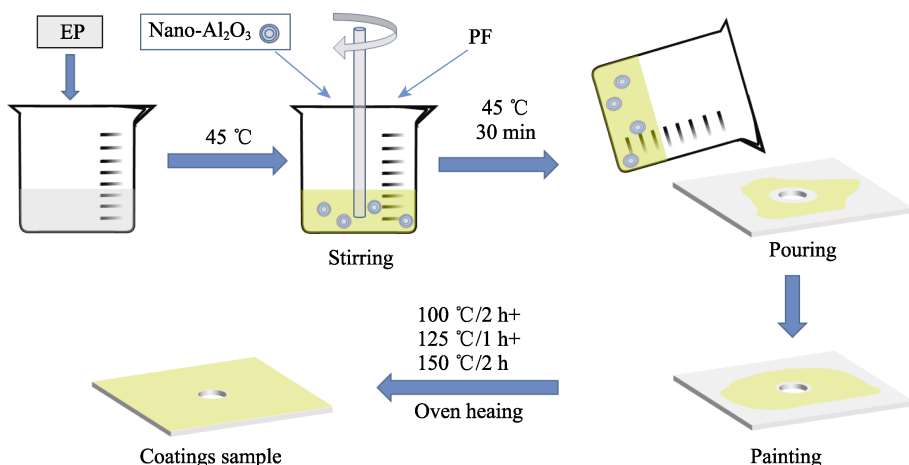 EP
Nano-Al₂O₃
PF
45 ℃
45 ℃
30 min
Stirring
Pouring
100 ℃/2 h+
125 ℃/1 h+
150 ℃/2 h
Oven heaing
Coatings sample
Painting